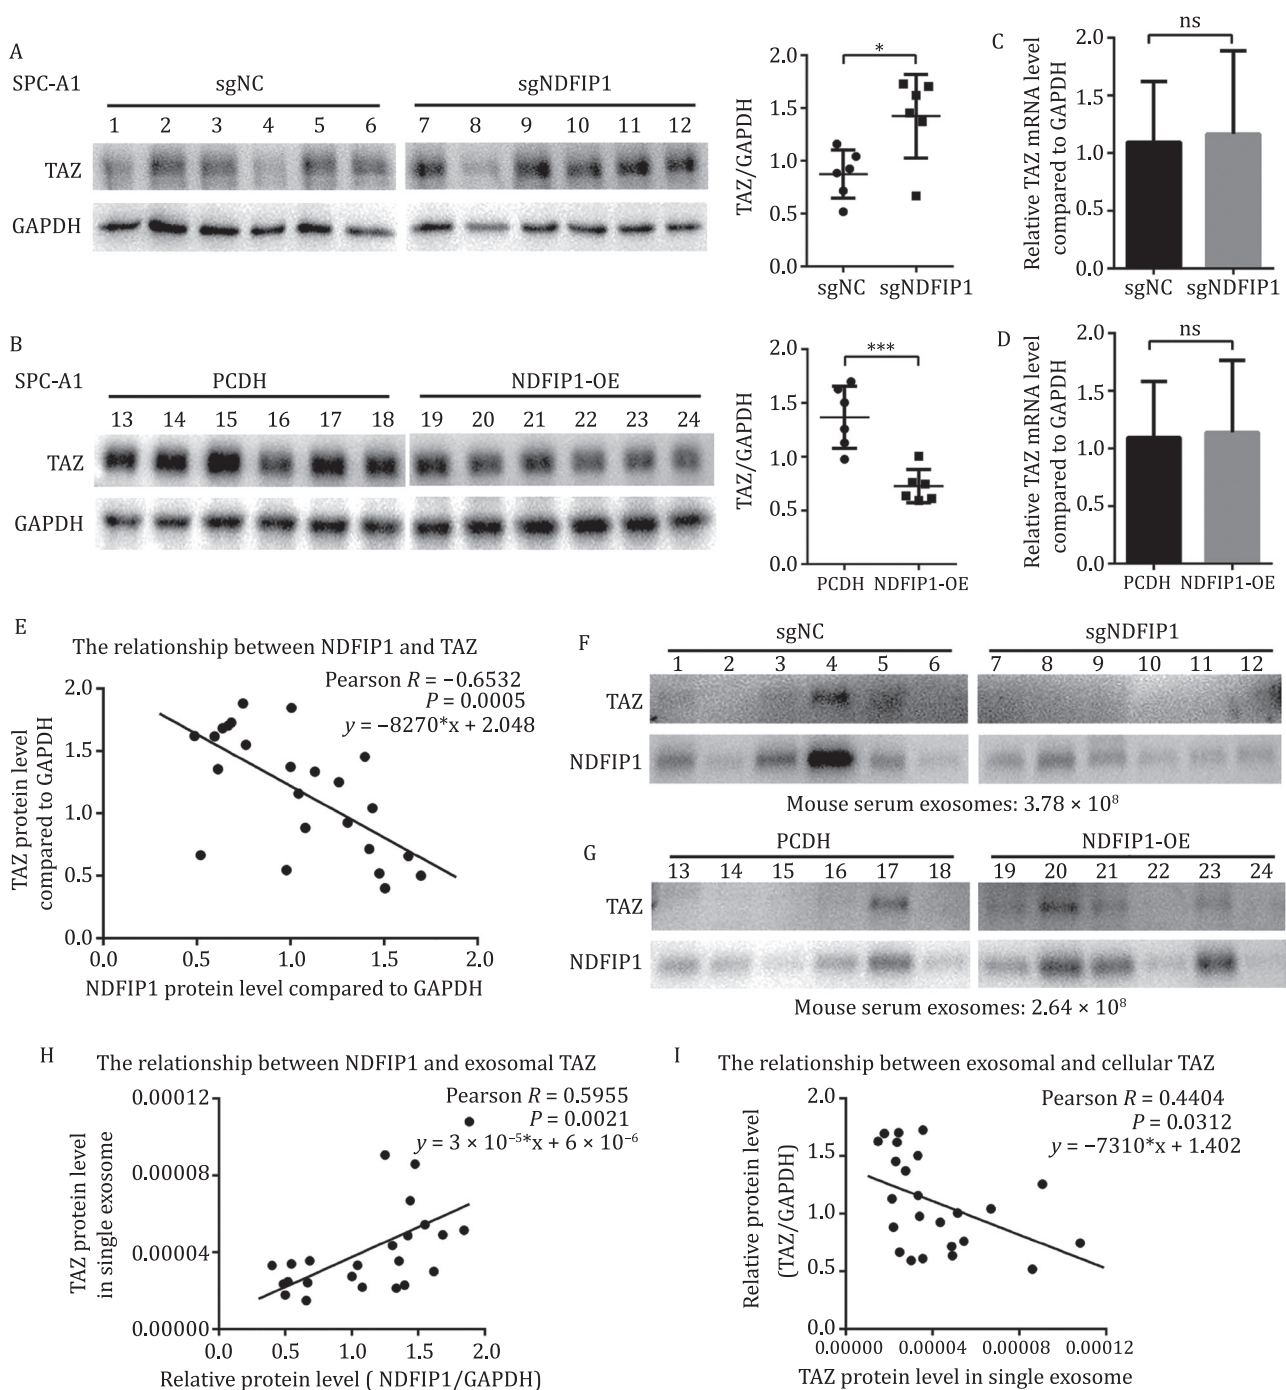 A
SPC-A1 sgNC sgNDFIP1
1 2 3 4 5 6 7 8 9 10 11 12
TAZ
GAPDH
TAZ/GAPDH
2.0
1.5
1.0
0.5
0.0
*
sgNC sgNDFIP1
C
Relative TAZ mRNA level
compared to GAPDH
2.0
1.5
1.0
0.5
0.0
ns
sgNC sgNDFIP1
B
SPC-A1 PCDH NDFIP1-OE
13 14 15 16 17 18 19 20 21 22 23 24
TAZ
GAPDH
TAZ/GAPDH
2.0
1.5
1.0
0.5
0.0
***
PCDH NDFIP1-OE
D
Relative TAZ mRNA level
compared to GAPDH
2.0
1.5
1.0
0.5
0.0
ns
PCDH NDFIP1-OE
E
The relationship between NDFIP1 and TAZ
Pearson R = −0.6532
P = 0.0005
y = −8270*x + 2.048
TAZ protein level
compared to GAPDH
2.0
1.5
1.0
0.5
0.0
0.0 0.5 1.0 1.5 2.0
NDFIP1 protein level compared to GAPDH
F
sgNC sgNDFIP1
1 2 3 4 5 6 7 8 9 10 11 12
TAZ
NDFIP1
Mouse serum exosomes: 3.78 × 10⁸
G
PCDH NDFIP1-OE
13 14 15 16 17 18 19 20 21 22 23 24
TAZ
NDFIP1
Mouse serum exosomes: 2.64 × 10⁸
H
The relationship between NDFIP1 and exosomal TAZ
Pearson R = 0.5955
P = 0.0021
y = 3 × 10⁻⁵*x + 6 × 10⁻⁶
TAZ protein level
in single exosome
0.00012
0.00008
0.00004
0.00000
0.0 0.5 1.0 1.5 2.0
Relative protein level ( NDFIP1/GAPDH)
I
The relationship between exosomal and cellular TAZ
Pearson R = 0.4404
P = 0.0312
y = −7310*x + 1.402
Relative protein level
(TAZ/GAPDH)
2.0
1.5
1.0
0.5
0.0
0.00000 0.00004 0.00008 0.00012
TAZ protein level in single exosome